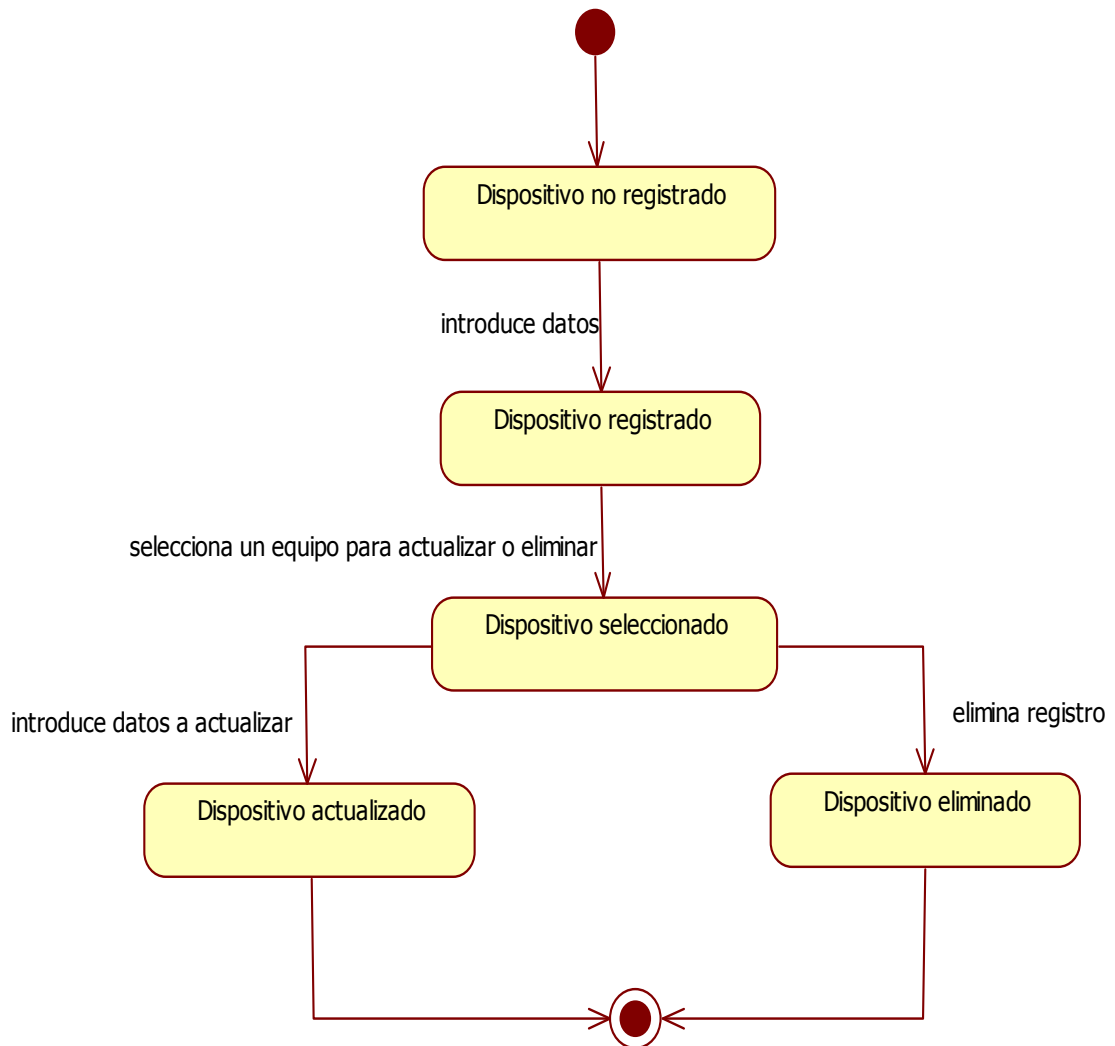 Dispositivo no registrado
introduce datos
Dispositivo registrado
selecciona un equipo para actualizar o eliminar
Dispositivo seleccionado
introduce datos a actualizar
elimina registro
Dispositivo actualizado
Dispositivo eliminado